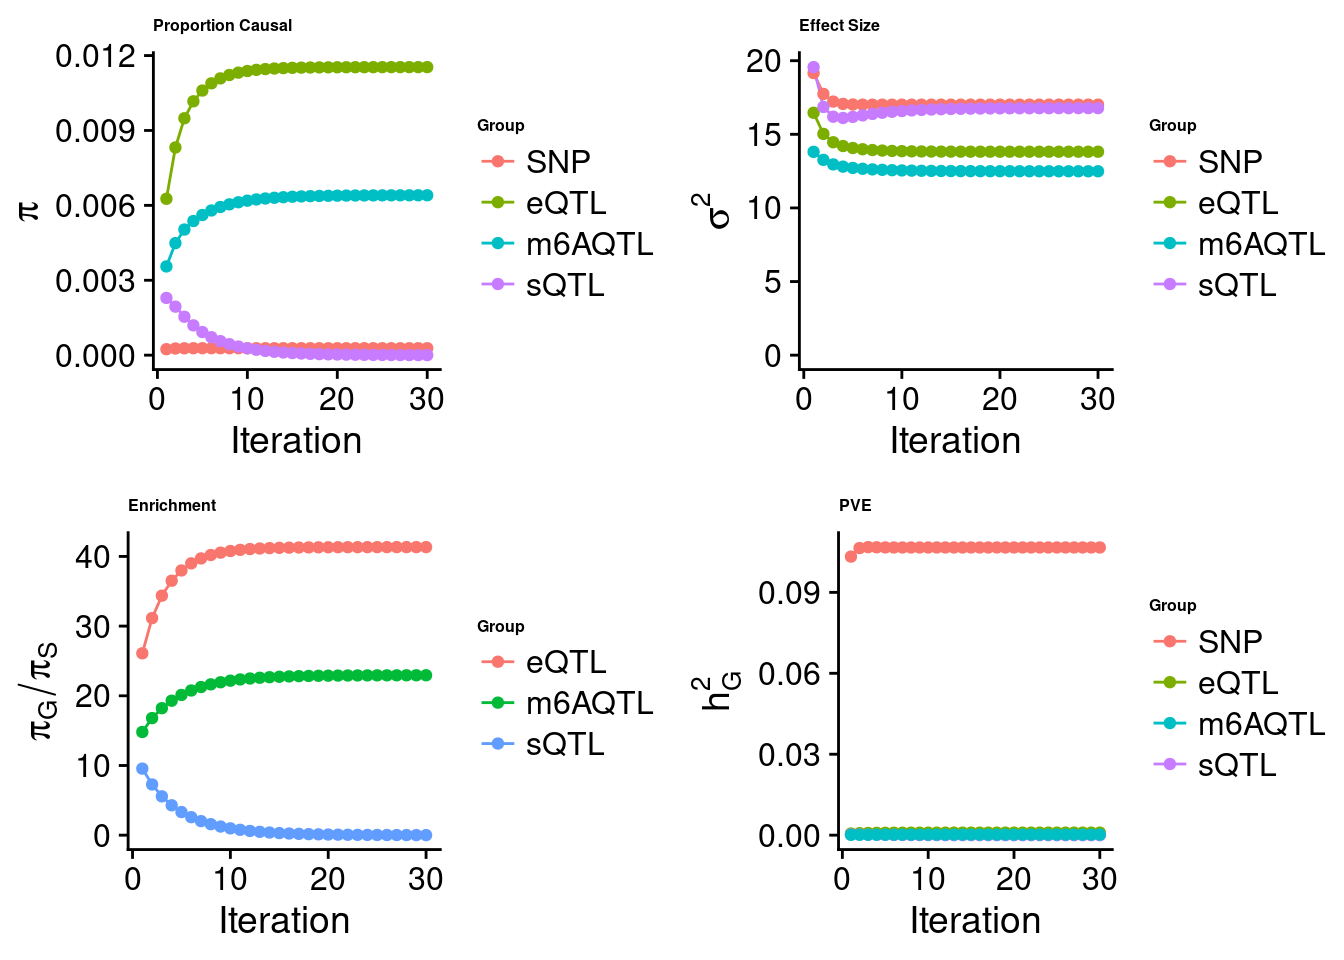 Proportion Causal
0.012
0.009
0.006
0.003
0.000
π
0 10 20 30
Iteration
Group
SNP
eQTL
m6AQTL
sQTL
Effect Size
20
15
10
5
0
σ²
0 10 20 30
Iteration
Group
SNP
eQTL
m6AQTL
sQTL
Enrichment
40
30
20
10
0
π_G/π_S
0 10 20 30
Iteration
Group
eQTL
m6AQTL
sQTL
PVE
0.09
0.06
0.03
0.00
h²_G
0 10 20 30
Iteration
Group
SNP
eQTL
m6AQTL
sQTL